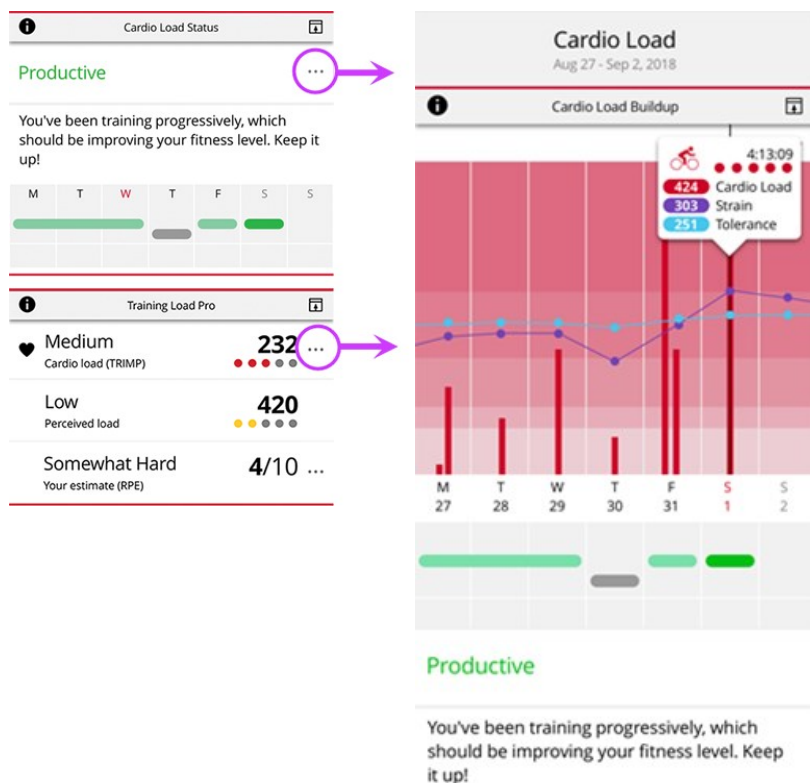 Cardio Load Status
Productive
You've been training progressively, which
should be improving your fitness level. Keep it
up!
M T W T F S S
Training Load Pro
Medium 232
Cardio load (TRIMP)
Low 420
Perceived load
Somewhat Hard 4/10
Your estimate (RPE)
Cardio Load
Aug 27 - Sep 2, 2018
Cardio Load Buildup
4:13:09
424 Cardio Load
303 Strain
251 Tolerance
M T W T F S S
27 28 29 30 31 1 2
Productive
You've been training progressively, which
should be improving your fitness level. Keep
it up!